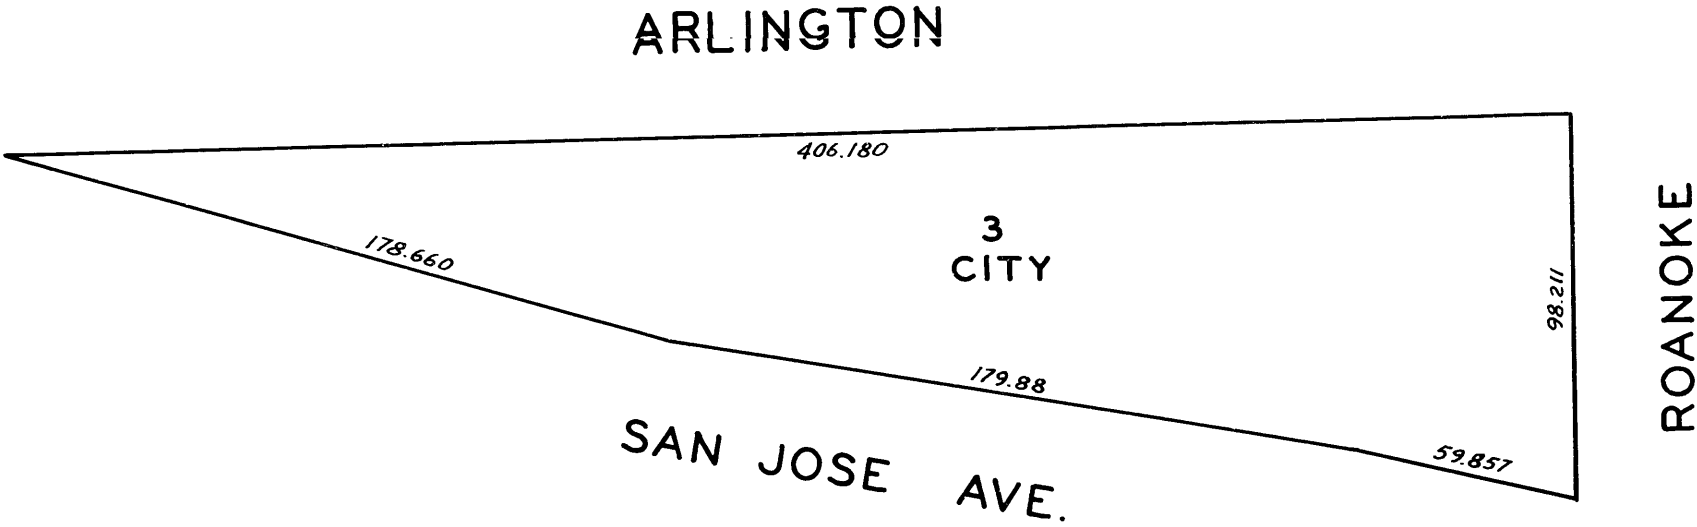 ARLINGTON
406.180
3
CITY
178.660
98.211
ROANOKE
179.88
59.857
SAN JOSE AVE.